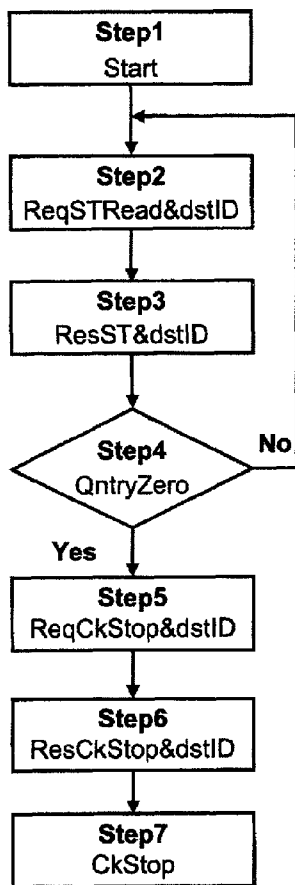 Step1
Start
Step2
ReqSTRead&dstID
Step3
ResST&dstID
Step4
QntryZero
No
Yes
Step5
ReqCkStop&dstID
Step6
ResCkStop&dstID
Step7
CkStop